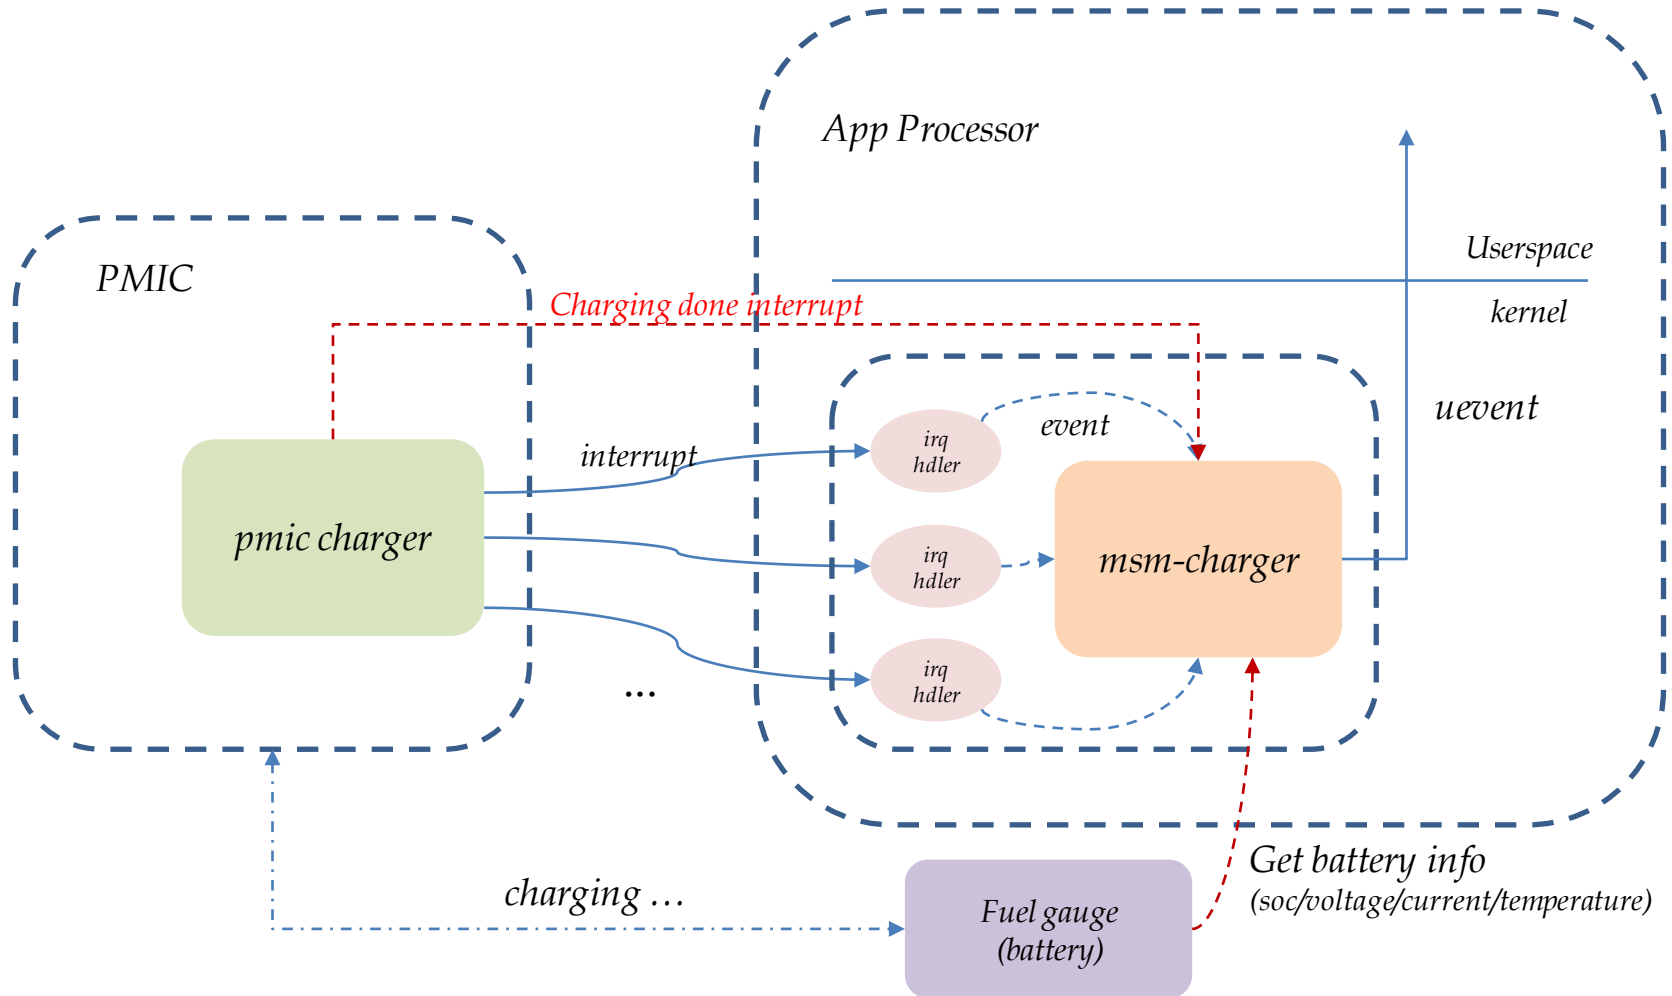 App Processor
Userspace
PMIC
Charging done interrupt
kernel
uevent
event
irq
hdler
interrupt
pmic charger
irq
hdler
msm-charger
irq
hdler
...
Get battery info
(soc/voltage/current/temperature)
charging ...
Fuel gauge
(battery)